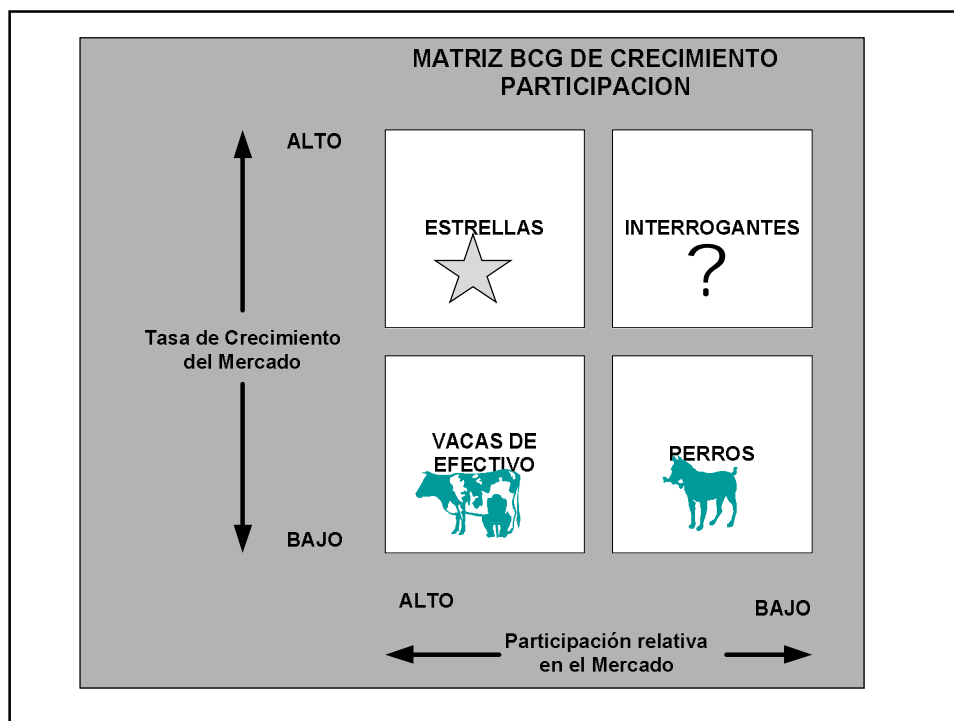 MATRIZ BCG DE CRECIMIENTO
PARTICIPACION
ALTO
ESTRELLAS
INTERROGANTES
?
Tasa de Crecimiento
del Mercado
VACAS DE
EFECTIVO
PERROS
BAJO
ALTO
BAJO
Participación relativa
en el Mercado